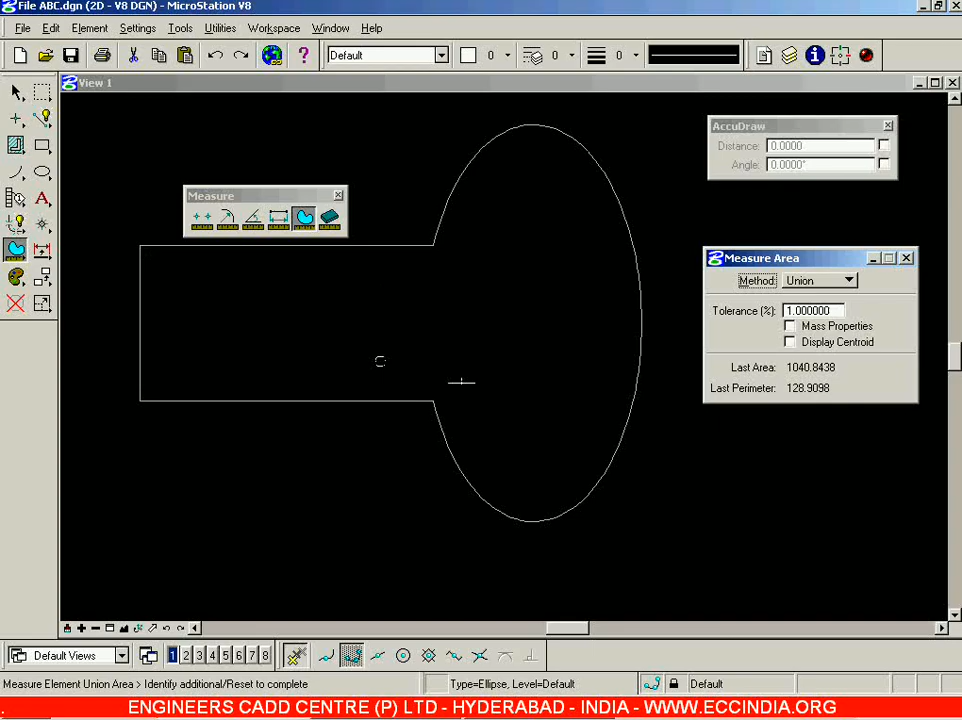 File ABC.dgn (2D - V8 DGN) - MicroStation V8
File Edit Element Settings Tools Utilities Workspace Window Help
Default 0 0 0
View 1
AccuDraw
Distance: 0.0000
Angle: 0.0000°
Measure
Measure Area
Method: Union
Tolerance (%): 1.000000
Mass Properties
Display Centroid
Last Area: 1040.8438
Last Perimeter: 128.9098
Default Views 1 2 3 4 5 6 7 8
Measure Element Union Area > Identify additional/Reset to complete Type=Ellipse, Level=Default Default
. ENGINEERS CADD CENTRE (P) LTD - HYDERABAD - INDIA - WWW.ECCINDIA.ORG